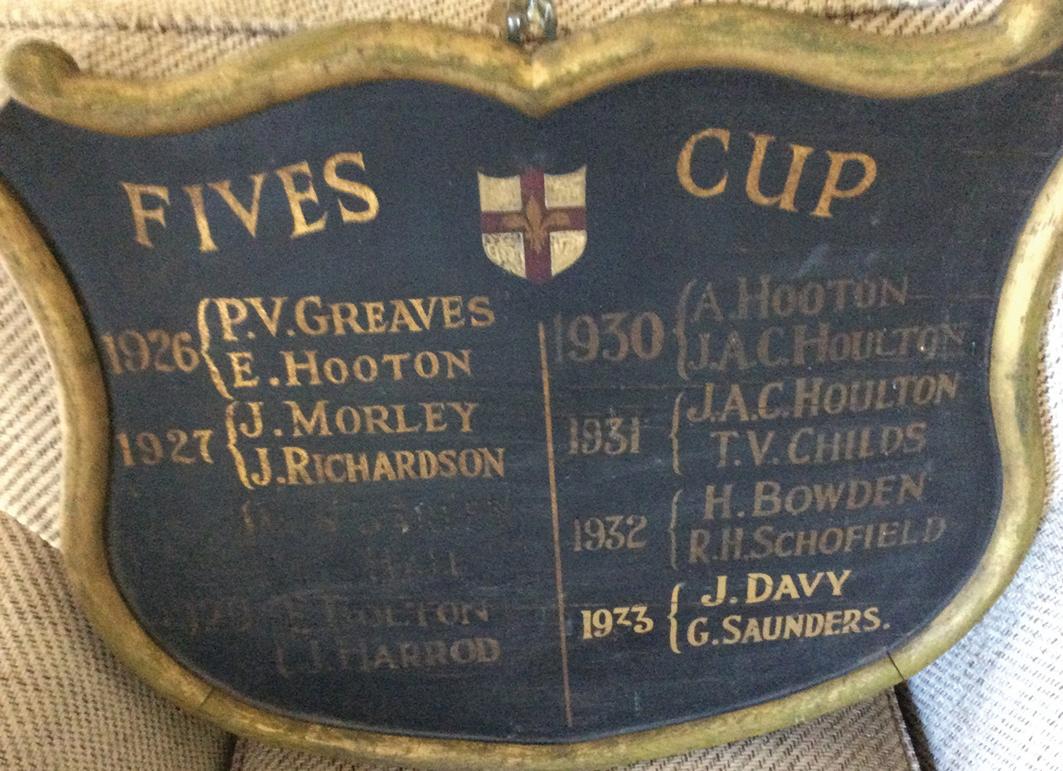 FIVES CUP
1926 { P.V. GREAVES
E. HOOTON
1927 { J. MORLEY
J. RICHARDSON
HARROD
1930 { A. HOOTON
J.A.C. HOULTON
1931 { J.A.C. HOULTON
T.V. CHILDS
1932 { H. BOWDEN
R.H. SCHOFIELD
1933 { J. DAVY
G. SAUNDERS.